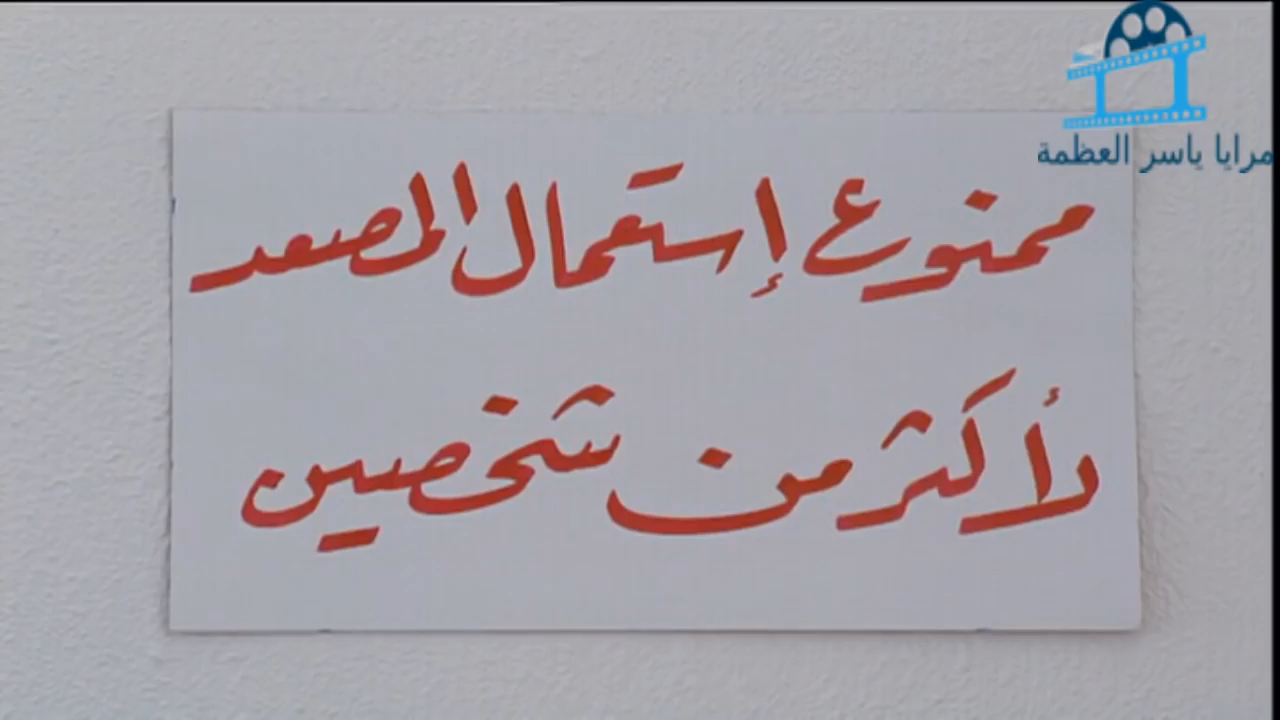 مرايا ياسر العظمة
ممنوع إستعمال المصعد
لأكثر من شخصين